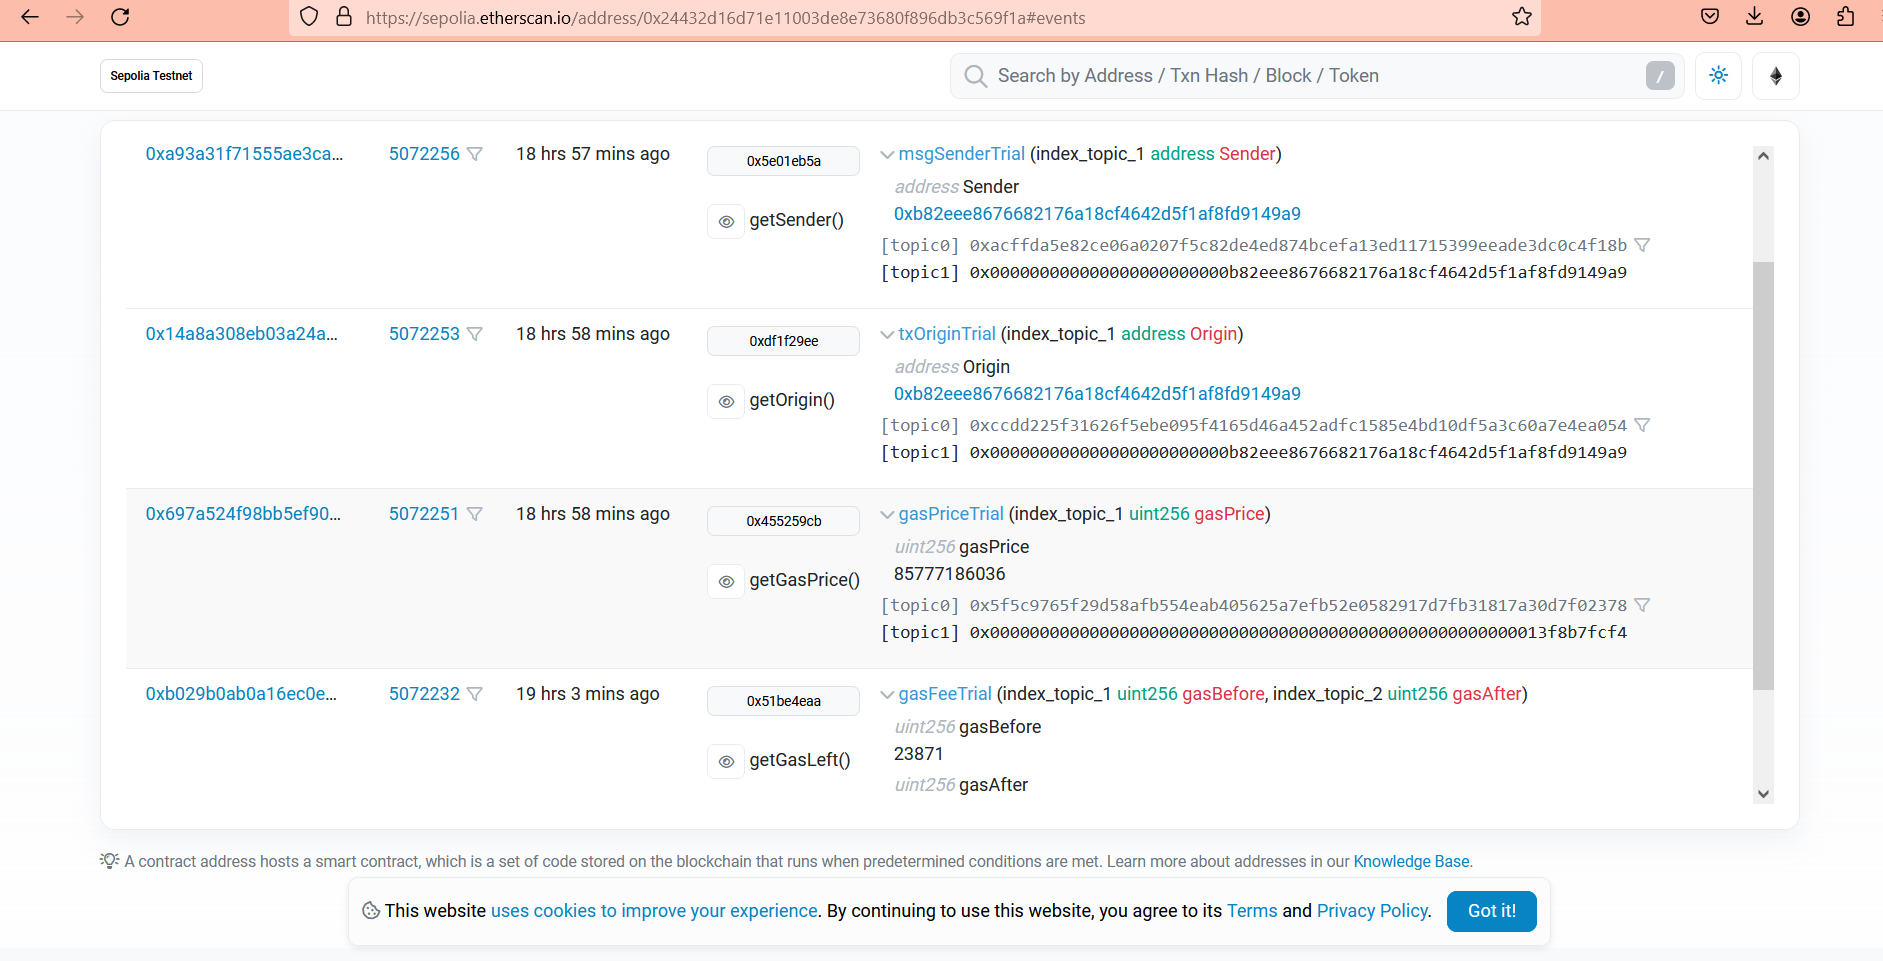 https://sepolia.etherscan.io/address/0x24432d16d71e11003de8e73680f896db3c569f1a#events
Sepolia Testnet
Search by Address / Txn Hash / Block / Token
/
0xa93a31f71555ae3ca... 5072256 18 hrs 57 mins ago 0x5e01eb5a msgSenderTrial (index_topic_1 address Sender)
address Sender
getSender() 0xb82eee8676682176a18cf4642d5f1af8fd9149a9
[topic0] 0xacffda5e82ce06a0207f5c82de4ed874bcefa13ed11715399eeade3dc0c4f18b
[topic1] 0x000000000000000000000000b82eee8676682176a18cf4642d5f1af8fd9149a9
0x14a8a308eb03a24a... 5072253 18 hrs 58 mins ago 0xdf1f29ee txOriginTrial (index_topic_1 address Origin)
address Origin
getOrigin() 0xb82eee8676682176a18cf4642d5f1af8fd9149a9
[topic0] 0xccdd225f31626f5ebe095f4165d46a452adfc1585e4bd10df5a3c60a7e4ea054
[topic1] 0x000000000000000000000000b82eee8676682176a18cf4642d5f1af8fd9149a9
0x697a524f98bb5ef90... 5072251 18 hrs 58 mins ago 0x455259cb gasPriceTrial (index_topic_1 uint256 gasPrice)
uint256 gasPrice
getGasPrice() 85777186036
[topic0] 0x5f5c9765f29d58afb554eab405625a7efb52e0582917d7fb31817a30d7f02378
[topic1] 0x00000000000000000000000000000000000000000000000000000013f8b7fcf4
0xb029b0ab0a16ec0e... 5072232 19 hrs 3 mins ago 0x51be4eaa gasFeeTrial (index_topic_1 uint256 gasBefore, index_topic_2 uint256 gasAfter)
uint256 gasBefore
getGasLeft() 23871
uint256 gasAfter
A contract address hosts a smart contract, which is a set of code stored on the blockchain that runs when predetermined conditions are met. Learn more about addresses in our Knowledge Base.
This website uses cookies to improve your experience. By continuing to use this website, you agree to its Terms and Privacy Policy. Got it!